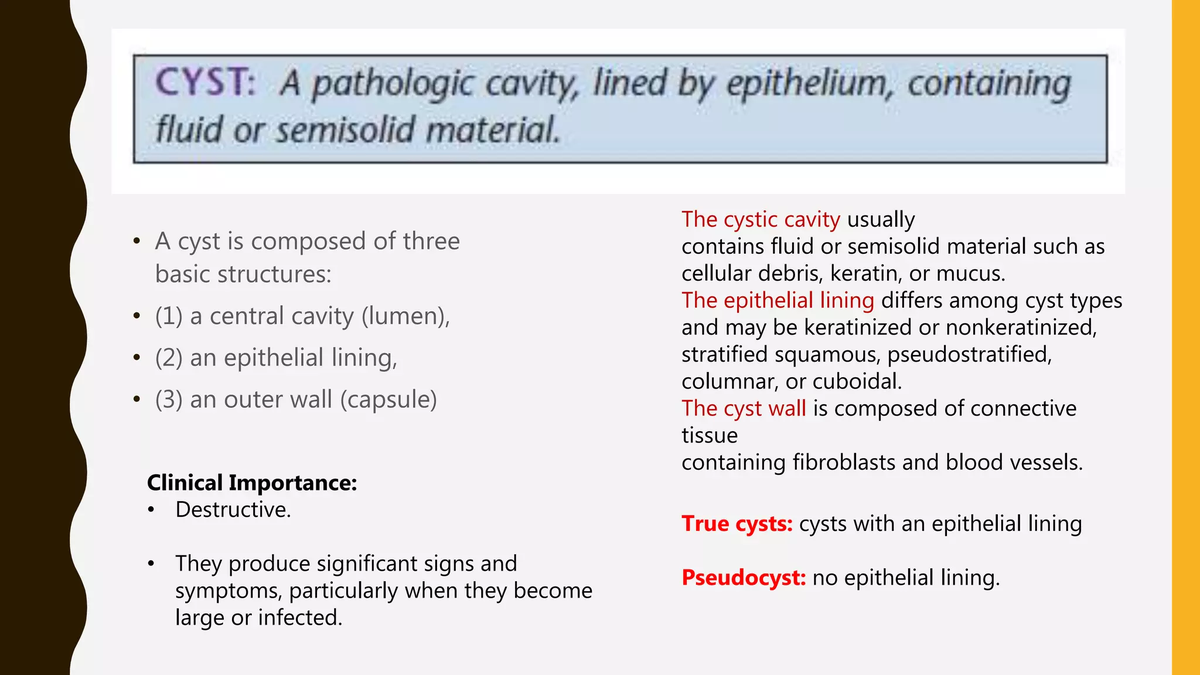 CYST: A pathologic cavity, lined by epithelium, containing
fluid or semisolid material.
• A cyst is composed of three
basic structures:
• (1) a central cavity (lumen),
• (2) an epithelial lining,
• (3) an outer wall (capsule)
Clinical Importance:
• Destructive.
• They produce significant signs and
symptoms, particularly when they become
large or infected.
The cystic cavity usually
contains fluid or semisolid material such as
cellular debris, keratin, or mucus.
The epithelial lining differs among cyst types
and may be keratinized or nonkeratinized,
stratified squamous, pseudostratified,
columnar, or cuboidal.
The cyst wall is composed of connective
tissue
containing fibroblasts and blood vessels.
True cysts: cysts with an epithelial lining
Pseudocyst: no epithelial lining.